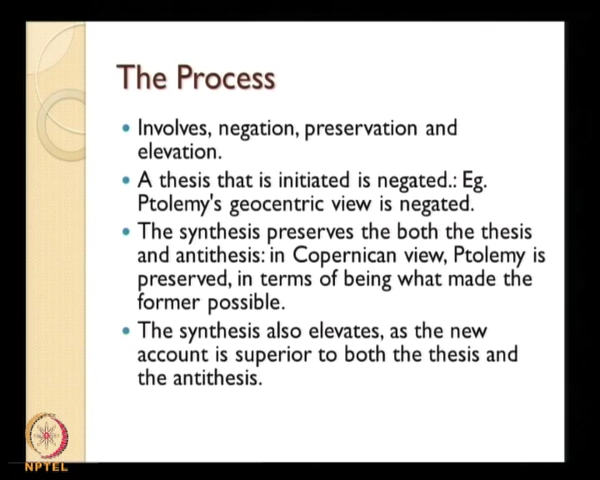 The Process
• Involves, negation, preservation and
elevation.
• A thesis that is initiated is negated.: Eg.
Ptolemy's geocentric view is negated.
• The synthesis preserves the both the thesis
and antithesis: in Copernican view, Ptolemy is
preserved, in terms of being what made the
former possible.
• The synthesis also elevates, as the new
account is superior to both the thesis and
the antithesis.
NPTEL